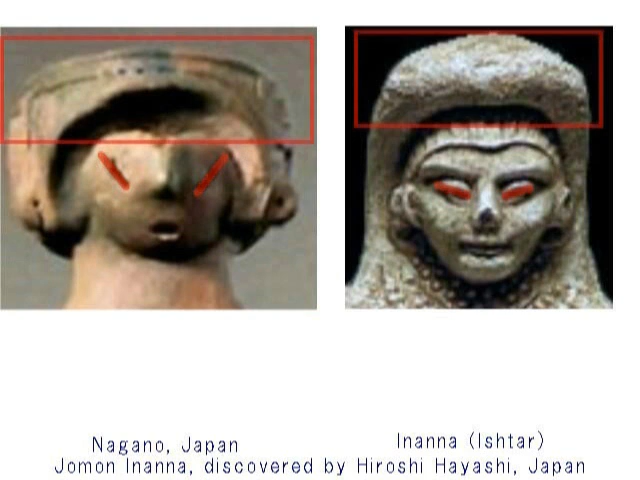 Nagano, Japan
Inanna (Ishtar)
Jomon Inanna, discovered by Hiroshi Hayashi, Japan